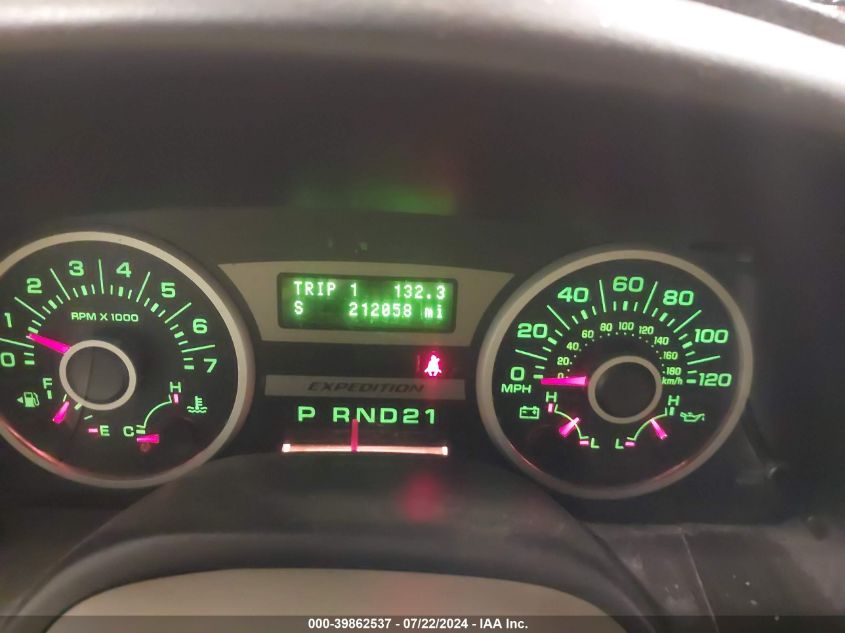 TRIP 1 132.3
S 212058 mi
0 1 2 3 4 5 6 7
RPM X 1000
F
E
H
C
EXPEDITION
P RND21
0 20 40 60 80 100 120
MPH
0 20 40 60 80 100 120 140 160 180
km/h
H
L
H
L
000-39862537 - 07/22/2024 - IAA Inc.